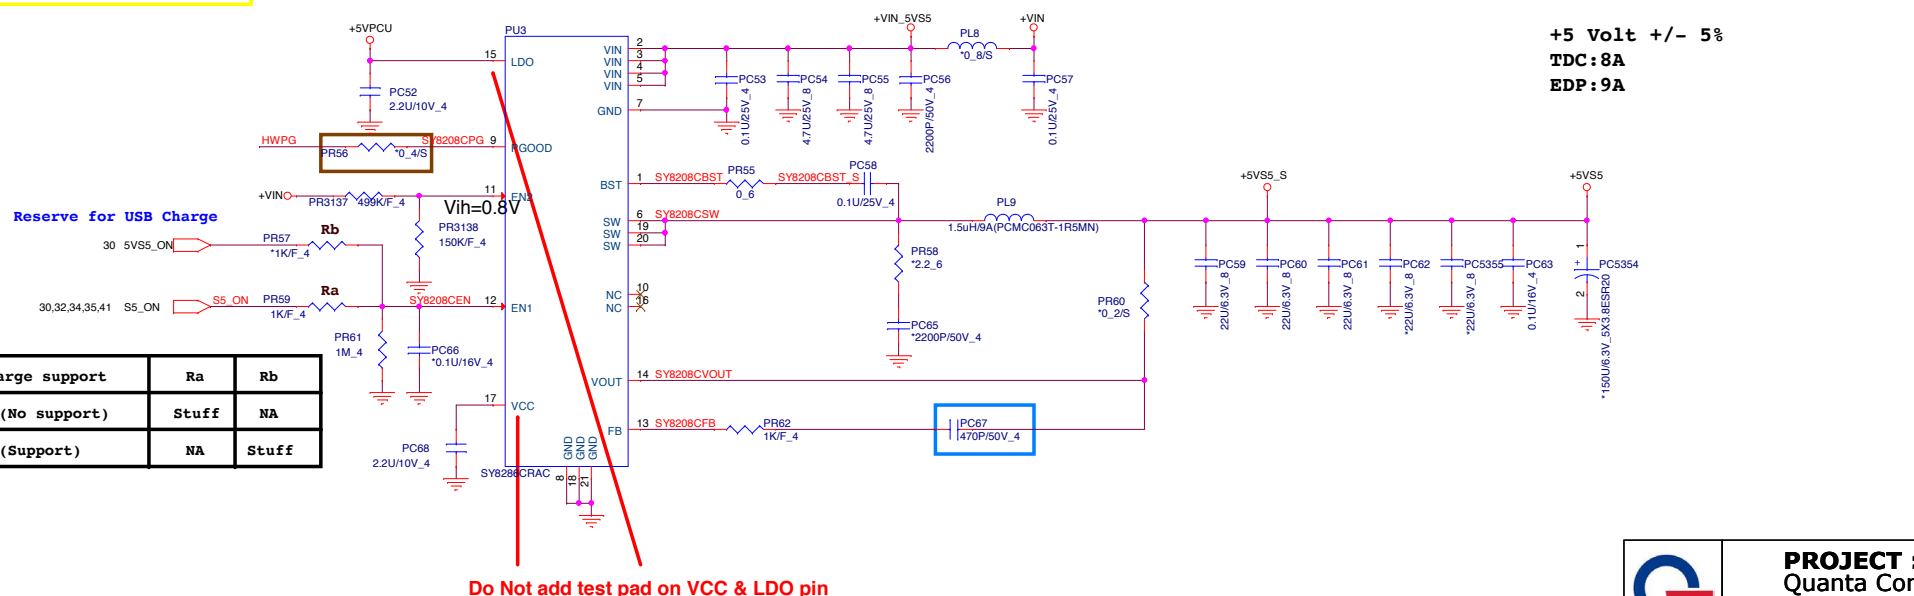 +5VPCU
PU3
+VIN_5VS5
+VIN
+5 Volt +/- 5%
TDC:8A
EDP:9A
15
LDO
VIN
VIN
VIN
VIN
2
3
4
5
PL8
*0_8/S
PC52
2.2U/10V_4
PC53
0.1U/25V_4
PC54
4.7U/25V_8
PC55
4.7U/25V_8
PC56
2200P/50V_4
PC57
0.1U/25V_4
GND
7
HWPG
PR56
*0_4/S
SY8208CPG
9
PGOOD
+VIN
PR3137
499K/F_4
11
EN2
Vih=0.8V
BST
1
SY8208CBST
PR55
0_6
SY8208CBST_S
PC58
0.1U/25V_4
+5VS5_S
+5VS5
Reserve for USB Charge
PR3138
150K/F_4
SW
SW
SW
6
19
20
SY8208CSW
PL9
1.5uH/9A(PCMC063T-1R5MN)
30 5VS5_ON
PR57
*1K/F_4
Rb
PR58
*2.2_6
PC59
22U/6.3V_8
PC60
22U/6.3V_8
PC61
22U/6.3V_8
PC62
*22U/6.3V_8
PC5355
*22U/6.3V_8
PC63
0.1U/16V_4
1
+
PC5354
2
*150U/6.3V_5X3.8ESR20
30,32,34,35,41 S5_ON
S5_ON
PR59
1K/F_4
Ra
SY8208CEN
12
EN1
NC
NC
10
16
PR60
*0_2/S
PR61
1M_4
PC66
*0.1U/16V_4
PC65
*2200P/50V_4
arge support Ra Rb
(No support) Stuff NA
(Support) NA Stuff
VOUT
14
SY8208CVOUT
17
VCC
PC68
2.2U/10V_4
FB
13
SY8208CFB
PR62
1K/F_4
PC67
470P/50V_4
GND
GND
GND
SY8286CRAC
8
18
21
Do Not add test pad on VCC & LDO pin
PROJECT :
Quanta Con